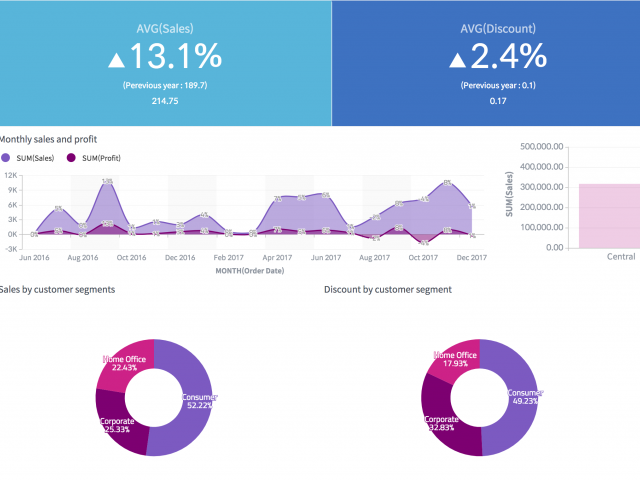 AVG(Sales)
▲13.1%
(Perevious year : 189.7)
214.75
AVG(Discount)
▲2.4%
(Perevious year : 0.1)
0.17
Monthly sales and profit
SUM(Sales)
SUM(Profit)
12K
9K
6K
3K
0K
-3K
Jun 2016
Aug 2016
Oct 2016
Dec 2016
Feb 2017
Apr 2017
Jun 2017
Aug 2017
Oct 2017
Dec 2017
MONTH(Order Date)
500,000.00
400,000.00
300,000.00
200,000.00
100,000.00
0.00
SUM(Sales)
Central
Sales by customer segments
Home Office
22.43%
Consumer
52.22%
Corporate
25.33%
Discount by customer segment
Home Office
17.93%
Consumer
49.23%
Corporate
32.83%